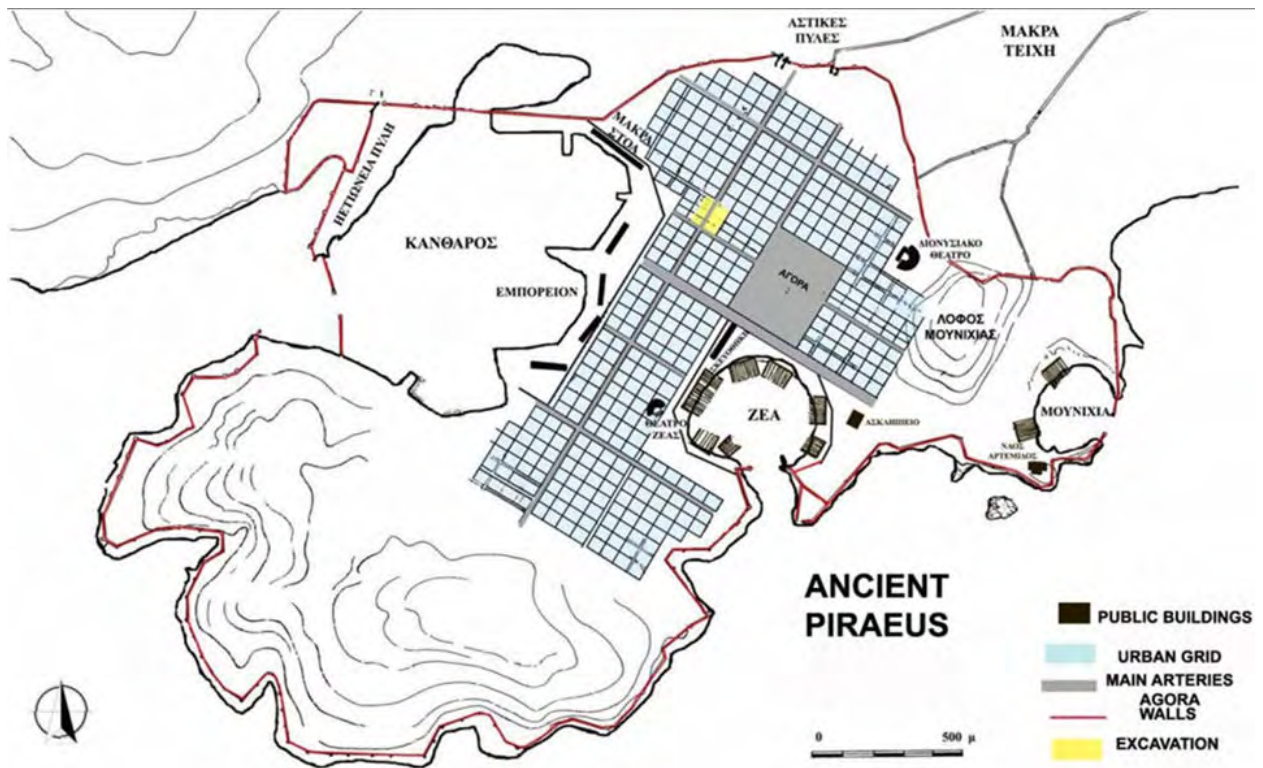 ΑΣΤΙΚΕΣ
ΠΥΛΕΣ
ΜΑΚΡΑ
ΤΕΙΧΗ
ΜΑΚΡΑ
ΣΤΟΑ
ΗΕΤΙΩΝΕΙΑ ΠΥΛΗ
ΚΑΝΘΑΡΟΣ
ΕΜΠΟΡΕΙΟΝ
ΔΙΟΝΥΣΙΑΚΟ
ΘΕΑΤΡΟ
ΑΓΟΡΑ
ΛΟΦΟΣ
ΜΟΥΝΙΧΙΑΣ
ΣΚΕΥΟΘΗΚΗ
ΖΕΑ
ΘΕΑΤΡΟ
ΖΕΑΣ
ΑΣΚΛΗΠΙΕΙΟ
ΜΟΥΝΙΧΙΑ
ΝΑΟΣ
ΑΡΤΕΜΙΔΟΣ
ANCIENT
PIRAEUS
PUBLIC BUILDINGS
URBAN GRID
MAIN ARTERIES
AGORA
WALLS
EXCAVATION
0 500 μ